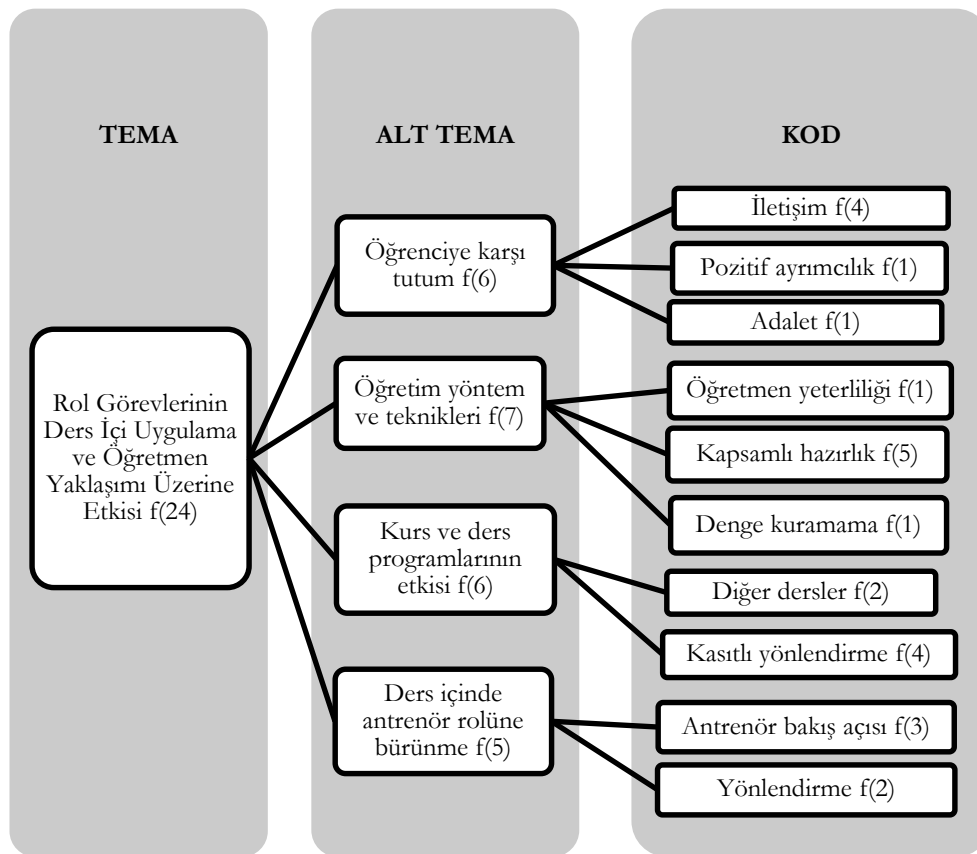 TEMA
ALT TEMA
KOD
Rol Görevlerinin
Ders İçi Uygulama
ve Öğretmen
Yaklaşımı Üzerine
Etkisi f(24)
Öğrenciye karşı
tutum f(6)
Öğretim yöntem
ve teknikleri f(7)
Kurs ve ders
programlarının
etkisi f(6)
Ders içinde
antrenör rolüne
bürünme f(5)
İletişim f(4)
Pozitif ayrımcılık f(1)
Adalet f(1)
Öğretmen yeterliliği f(1)
Kapsamlı hazırlık f(5)
Denge kuramama f(1)
Diğer dersler f(2)
Kasıtlı yönlendirme f(4)
Antrenör bakış açısı f(3)
Yönlendirme f(2)